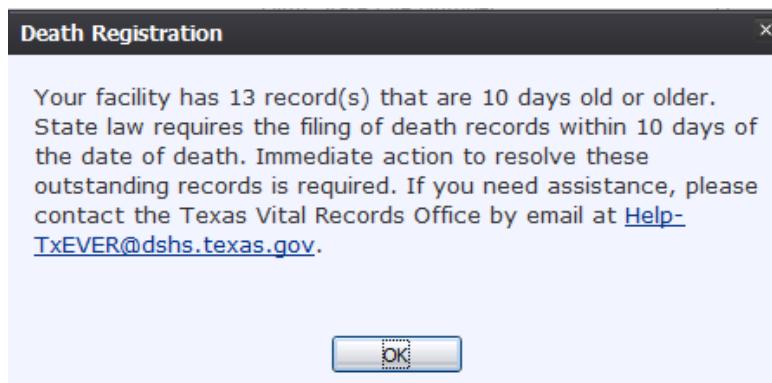 Death Registration
Your facility has 13 record(s) that are 10 days old or older.
State law requires the filing of death records within 10 days of
the date of death. Immediate action to resolve these
outstanding records is required. If you need assistance, please
contact the Texas Vital Records Office by email at Help-
TxEVER@dshs.texas.gov.
OK